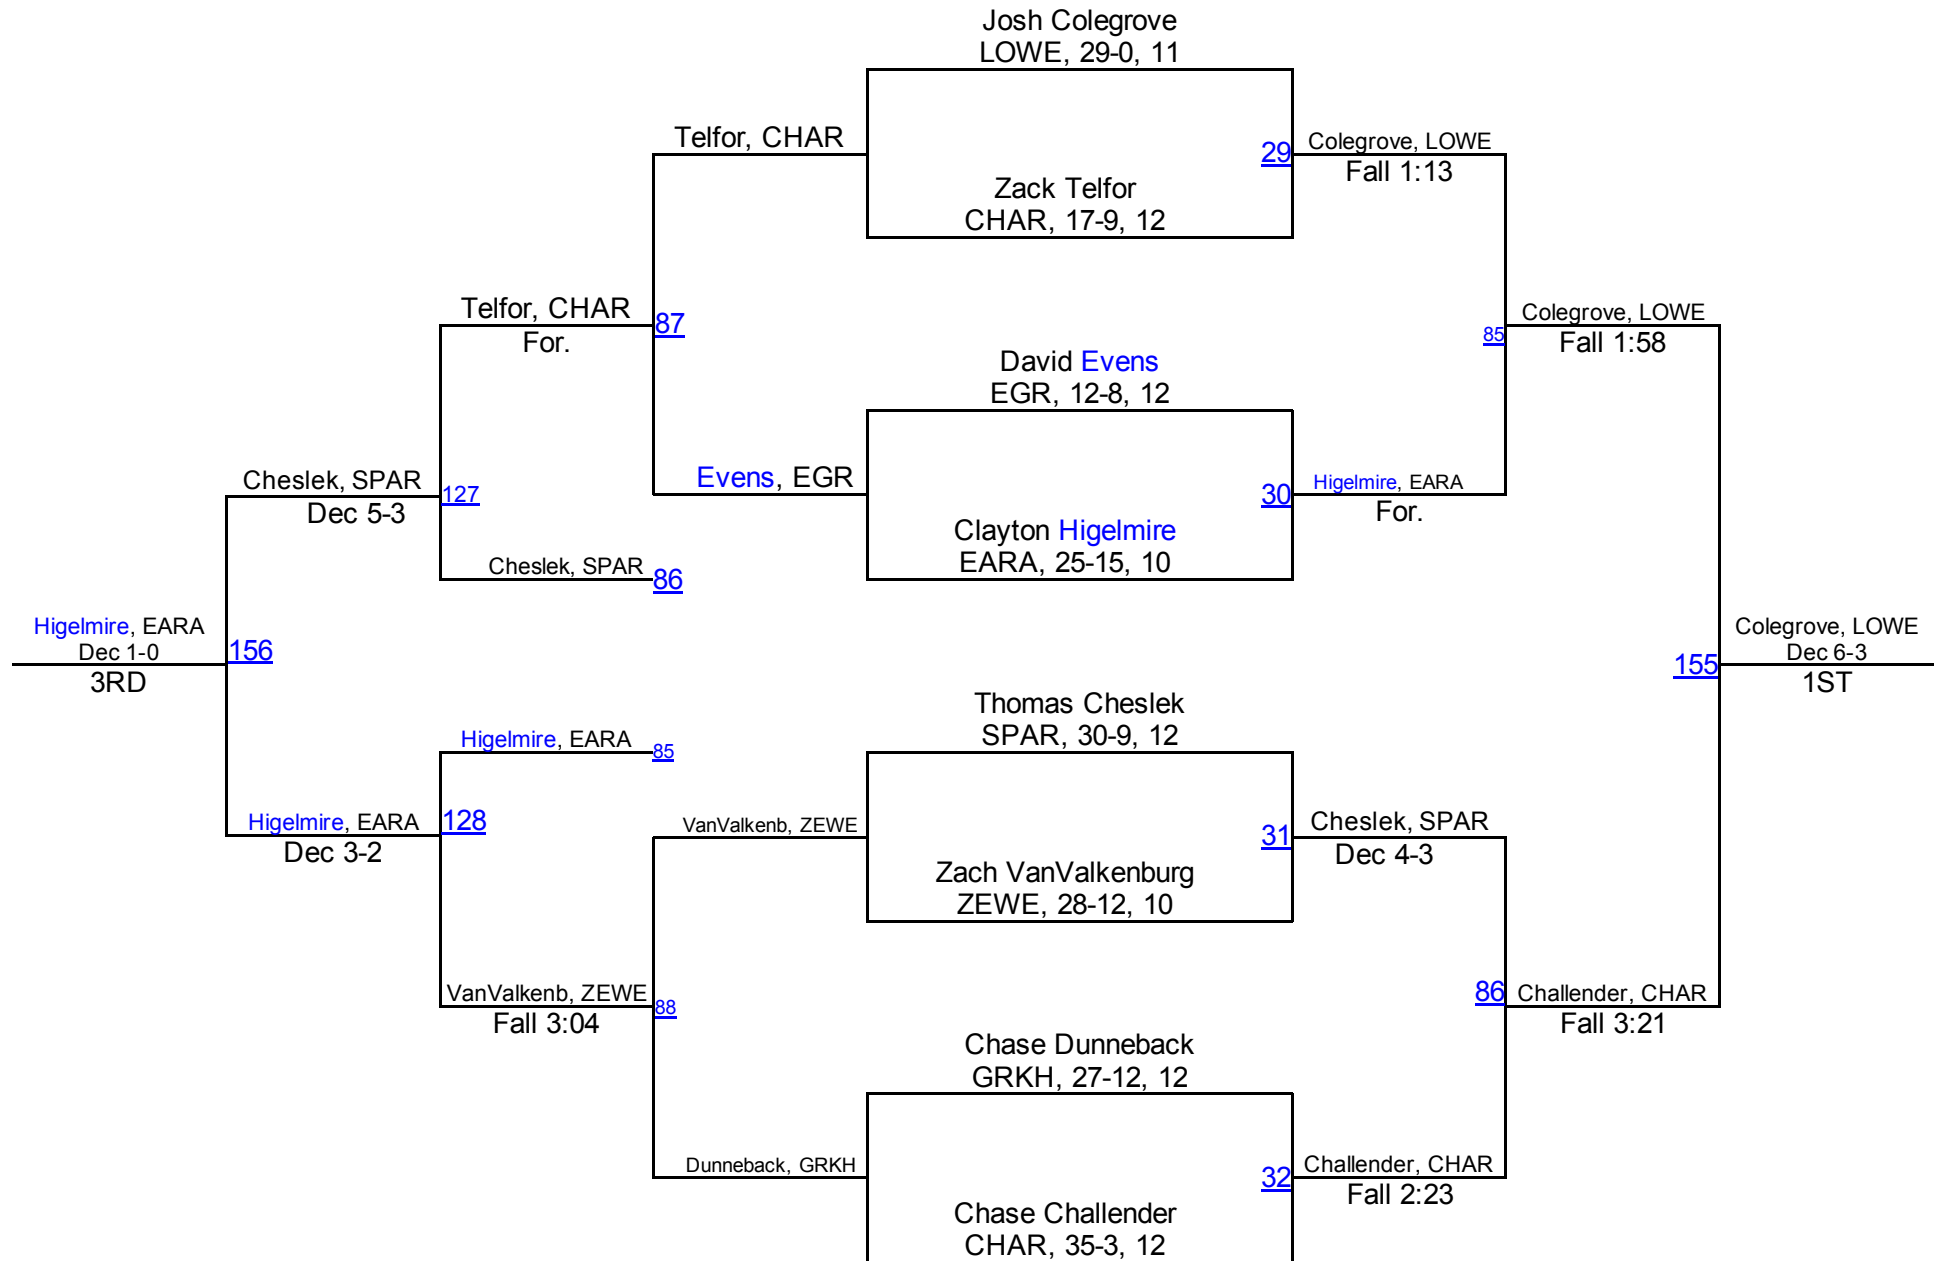 Josh Colegrove
LOWE, 29-0, 11
Telfor, CHAR
29
Colegrove, LOWE
Fall 1:13
Zack Telfor
CHAR, 17-9, 12
Telfor, CHAR
For.
87
Colegrove, LOWE
85
Fall 1:58
David Evens
EGR, 12-8, 12
Evens, EGR
30
Higelmire, EARA
For.
Cheslek, SPAR
Dec 5-3
127
Clayton Higelmire
EARA, 25-15, 10
Cheslek, SPAR
86
Higelmire, EARA
Dec 1-0
3RD
156
155
Colegrove, LOWE
Dec 6-3
1ST
Thomas Cheslek
SPAR, 30-9, 12
Higelmire, EARA
85
Higelmire, EARA
Dec 3-2
128
VanValkenb, ZEWE
31
Cheslek, SPAR
Dec 4-3
Zach VanValkenburg
ZEWE, 28-12, 10
VanValkenb, ZEWE
Fall 3:04
88
86
Challender, CHAR
Fall 3:21
Chase Dunneback
GRKH, 27-12, 12
Dunneback, GRKH
32
Challender, CHAR
Fall 2:23
Chase Challender
CHAR, 35-3, 12